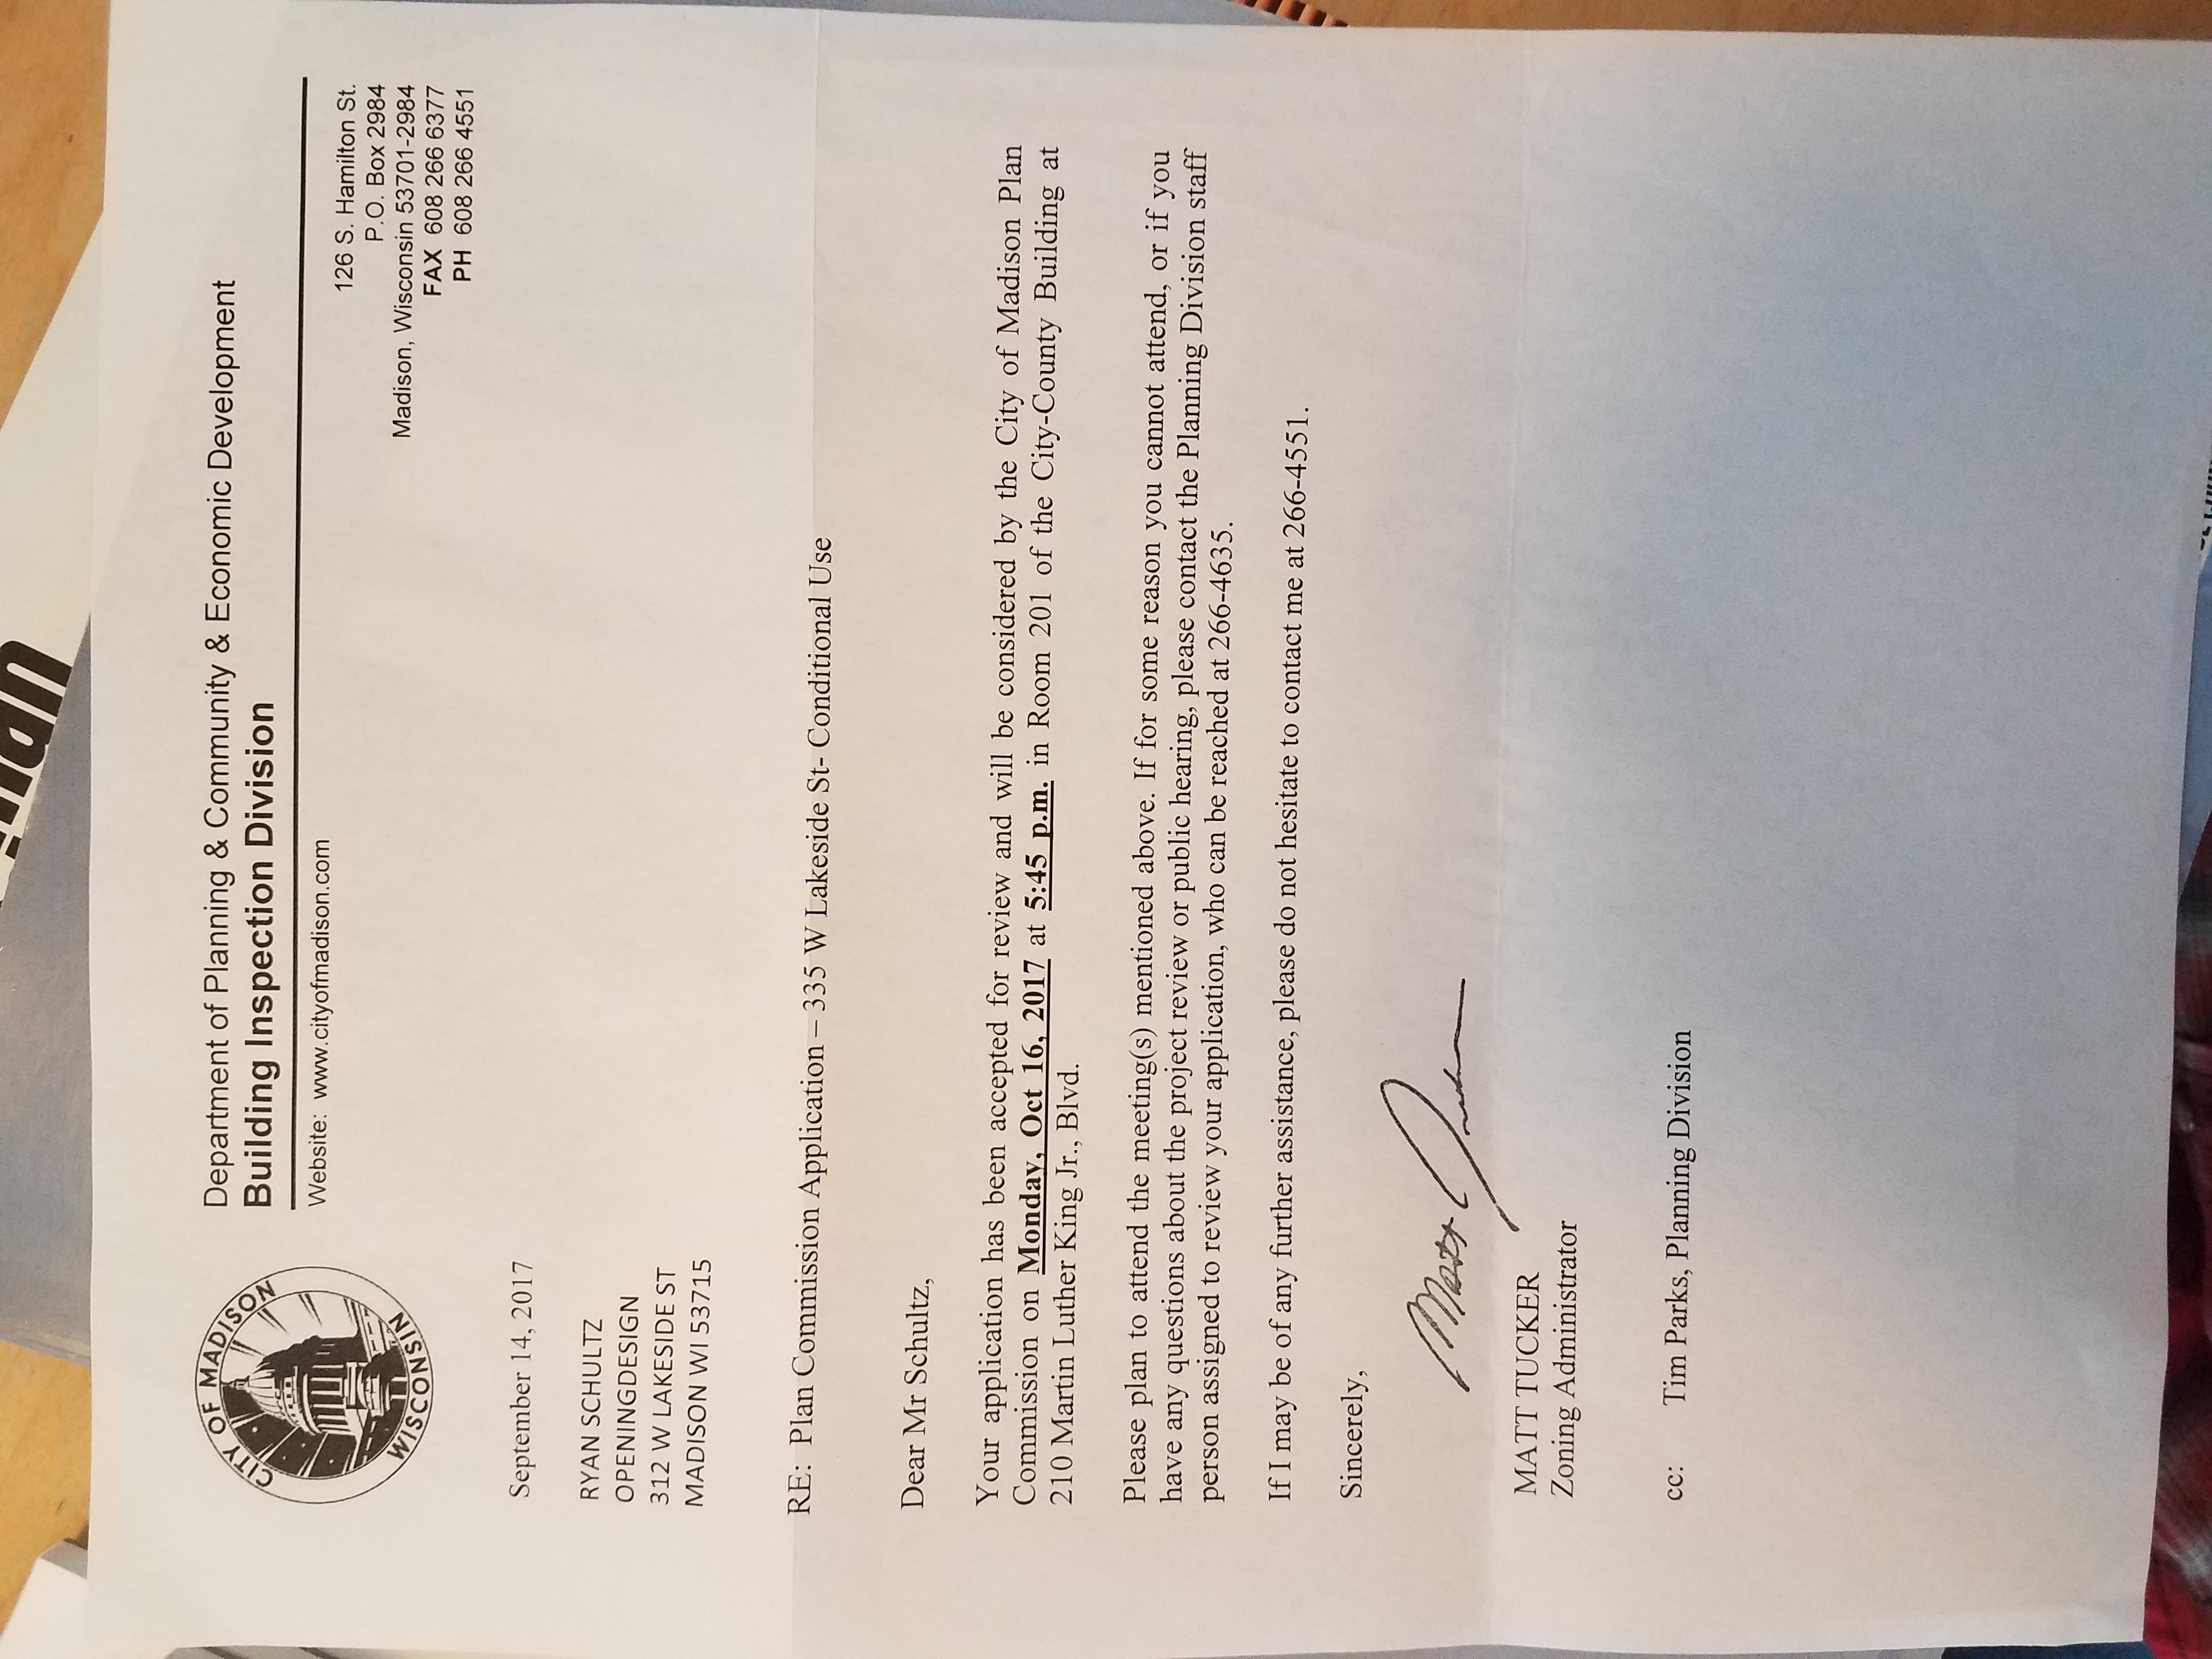 CITY OF MADISON
WISCONSIN
Department of Planning & Community & Economic Development
Building Inspection Division
Website: www.cityofmadison.com
126 S. Hamilton St.
P.O. Box 2984
Madison, Wisconsin 53701-2984
FAX 608 266 6377
PH 608 266 4551
September 14, 2017
RYAN SCHULTZ
OPENINGDESIGN
312 W LAKESIDE ST
MADISON WI 53715
RE: Plan Commission Application – 335 W Lakeside St- Conditional Use
Dear Mr Schultz,
Your application has been accepted for review and will be considered by the City of Madison Plan
Commission on Monday, Oct 16, 2017 at 5:45 p.m. in Room 201 of the City-County Building at
210 Martin Luther King Jr., Blvd.
Please plan to attend the meeting(s) mentioned above. If for some reason you cannot attend, or if you
have any questions about the project review or public hearing, please contact the Planning Division staff
person assigned to review your application, who can be reached at 266-4635.
If I may be of any further assistance, please do not hesitate to contact me at 266-4551.
Sincerely,
MATT TUCKER
Zoning Administrator
cc: Tim Parks, Planning Division